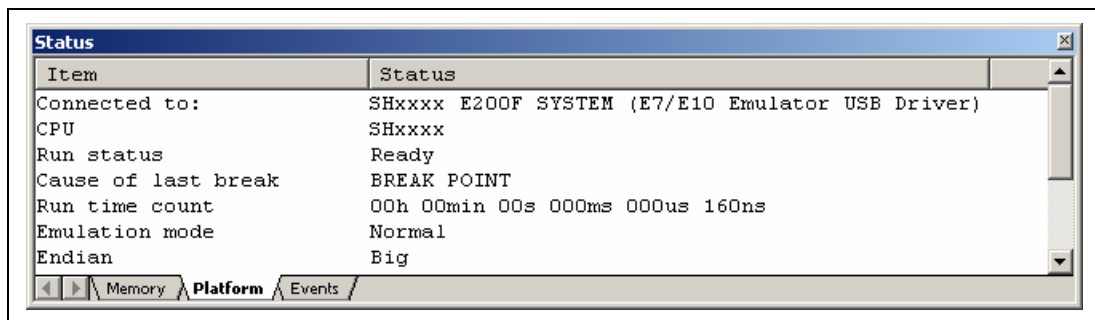 Status
Item Status
Connected to: SHxxxx E200F SYSTEM (E7/E10 Emulator USB Driver)
CPU SHxxxx
Run status Ready
Cause of last break BREAK POINT
Run time count 00h 00min 00s 000ms 000us 160ns
Emulation mode Normal
Endian Big
Memory Platform Events